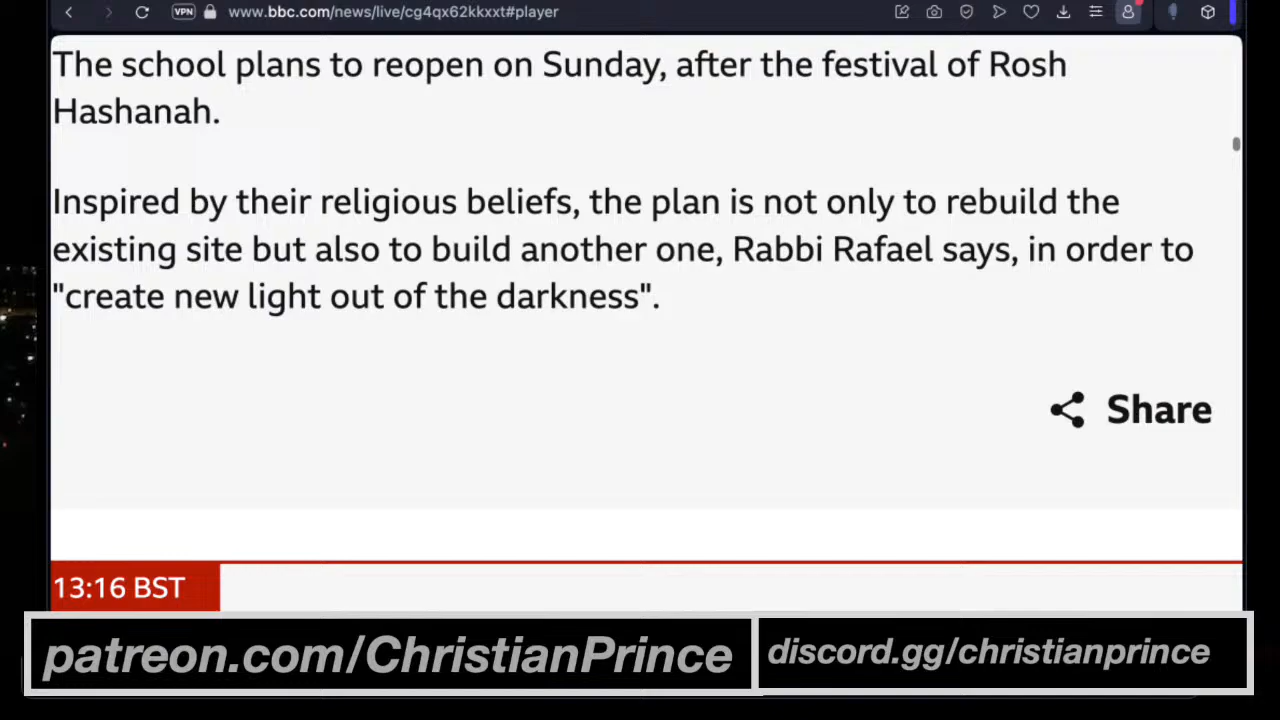 VPN www.bbc.com/news/live/cg4qx62kkxxt#player
The school plans to reopen on Sunday, after the festival of Rosh
Hashanah.
Inspired by their religious beliefs, the plan is not only to rebuild the
existing site but also to build another one, Rabbi Rafael says, in order to
"create new light out of the darkness".
Share
13:16 BST
patreon.com/ChristianPrince
discord.gg/christianprince